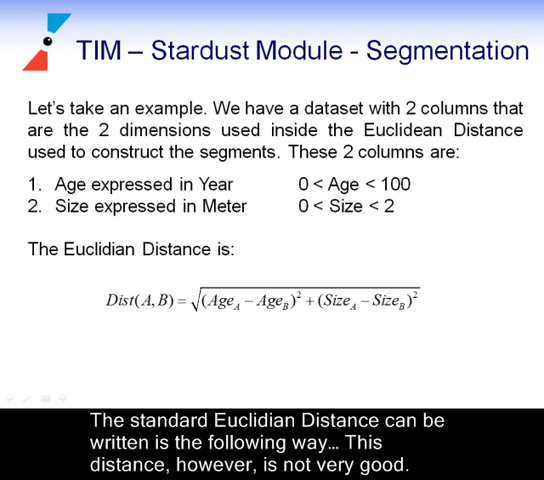 TIM – Stardust Module - Segmentation
Let's take an example. We have a dataset with 2 columns that
are the 2 dimensions used inside the Euclidean Distance
used to construct the segments. These 2 columns are:
1. Age expressed in Year 0 < Age < 100
2. Size expressed in Meter 0 < Size < 2
The Euclidian Distance is:
Dist(A, B) = √(Age_A – Age_B)² + (Size_A – Size_B)²
The standard Euclidian Distance can be
written is the following way... This
distance, however, is not very good.